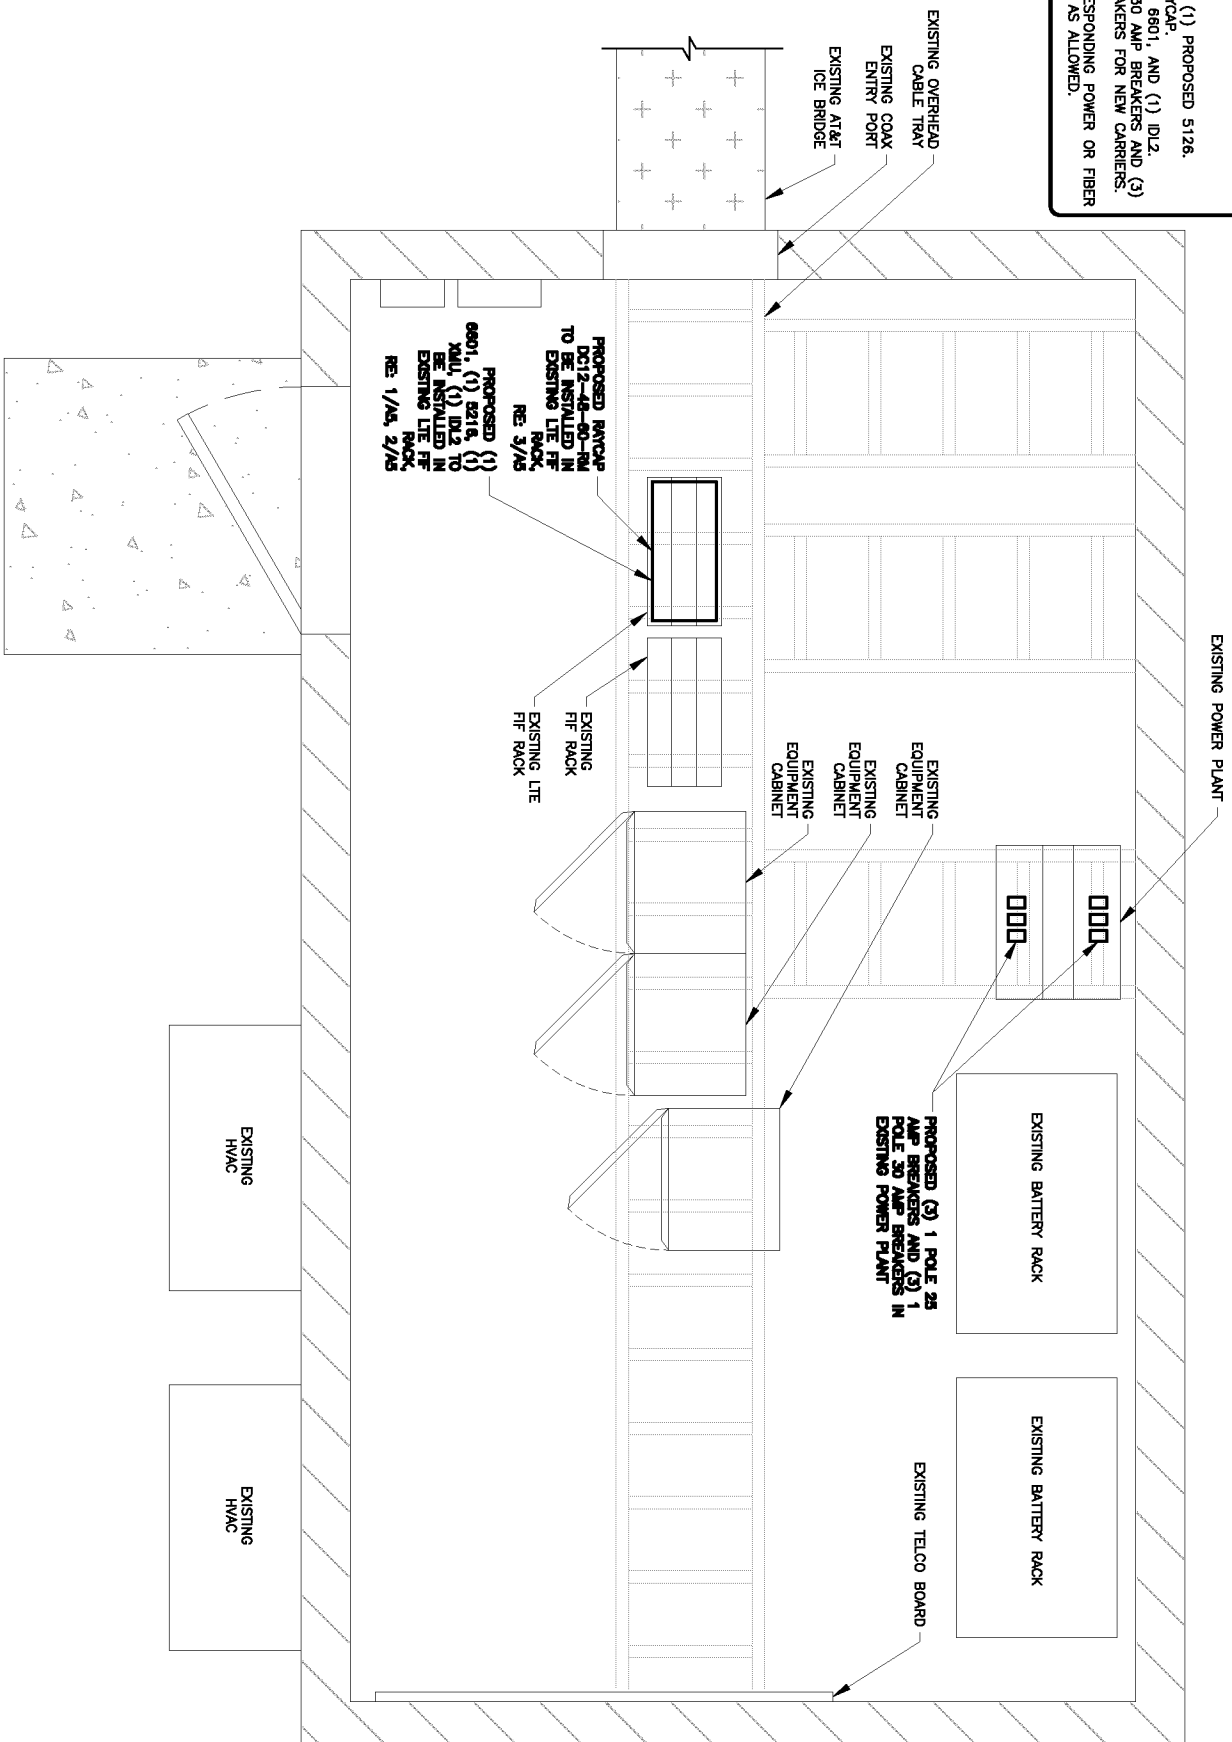 (1) PROPOSED 5126.
YCAP.
6601, AND (1) IDL2.
30 AMP BREAKERS AND (3)
AKERS FOR NEW CARRIERS.
ESPONDING POWER OR FIBER
AS ALLOWED.
EXISTING POWER PLANT
EXISTING OVERHEAD
CABLE TRAY
EXISTING COAX
ENTRY PORT
EXISTING AT&T
ICE BRIDGE
EXISTING
EQUIPMENT
CABINET
EXISTING
EQUIPMENT
CABINET
EXISTING
EQUIPMENT
CABINET
EXISTING BATTERY RACK
EXISTING BATTERY RACK
PROPOSED (3) 1 POLE 25
AMP BREAKERS AND (3) 1
POLE 30 AMP BREAKERS IN
EXISTING POWER PLANT
EXISTING TELCO BOARD
PROPOSED RAYCAP
DC12-48-60-RM
TO BE INSTALLED IN
EXISTING LTE FIF
RACK,
RE: 3/A5
PROPOSED (1)
6601, (1) 5216, (1)
XMU, (1) IDL2 TO
BE INSTALLED IN
EXISTING LTE FIF
RACK,
RE: 1/A5, 2/A5
EXISTING
FIF RACK
EXISTING LTE
FIF RACK
EXISTING
HVAC
EXISTING
HVAC